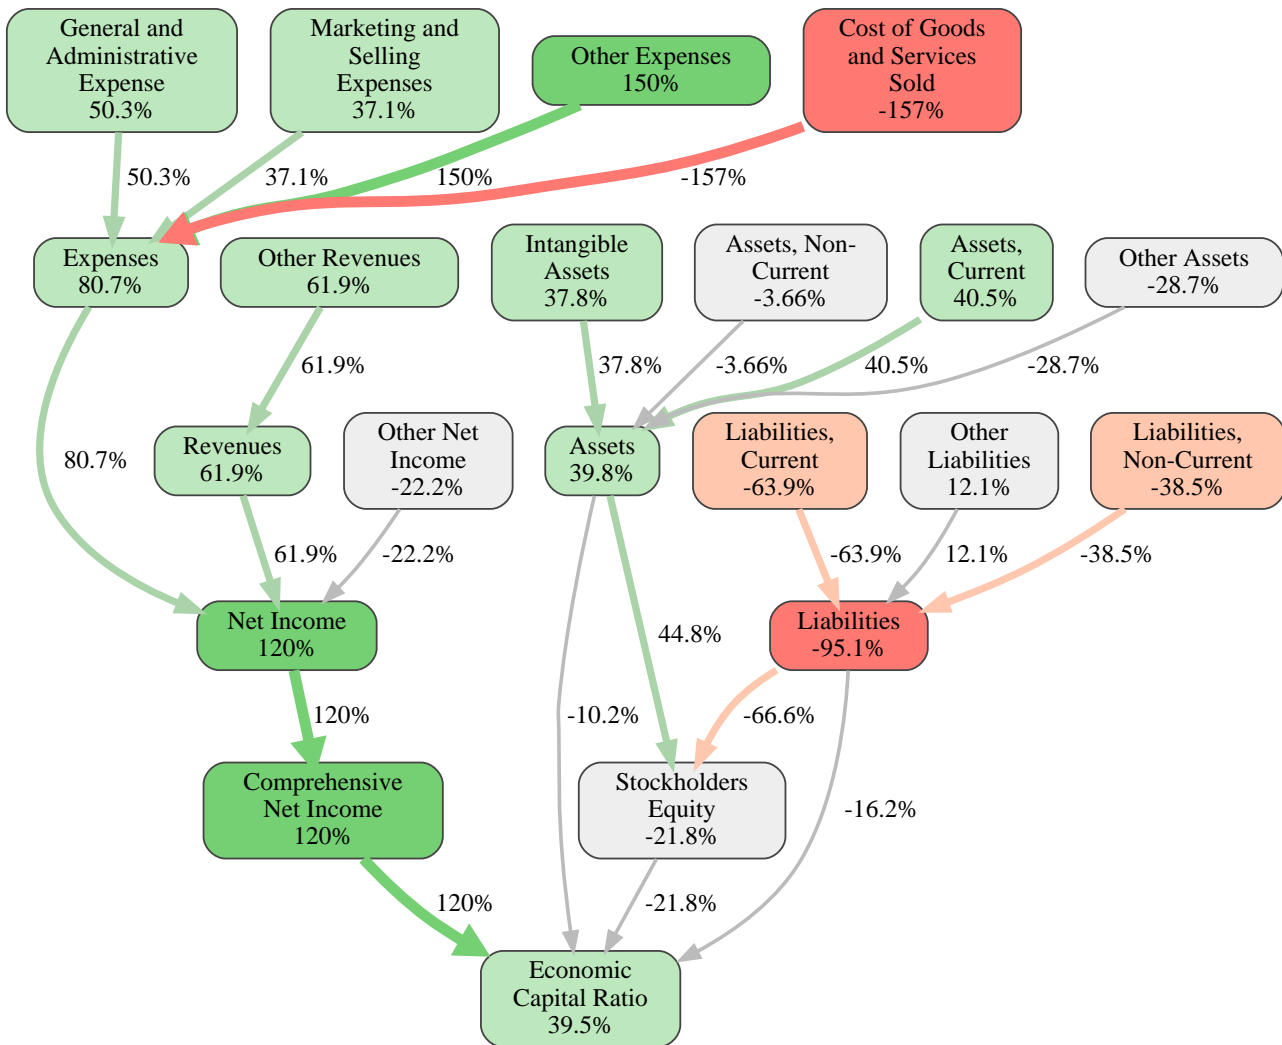 General and
Administrative
Expense
50.3%
Marketing and
Selling
Expenses
37.1%
Other Expenses
150%
Cost of Goods
and Services
Sold
-157%
50.3%
37.1%
150%
-157%
Expenses
80.7%
Other Revenues
61.9%
Intangible
Assets
37.8%
Assets, Non-
Current
-3.66%
Assets,
Current
40.5%
Other Assets
-28.7%
61.9%
37.8%
-3.66%
40.5%
-28.7%
80.7%
Revenues
61.9%
Other Net
Income
-22.2%
Assets
39.8%
Liabilities,
Current
-63.9%
Other
Liabilities
12.1%
Liabilities,
Non-Current
-38.5%
61.9%
-22.2%
-63.9%
12.1%
-38.5%
Net Income
120%
44.8%
Liabilities
-95.1%
120%
-10.2%
-66.6%
Comprehensive
Net Income
120%
Stockholders
Equity
-21.8%
-16.2%
120%
-21.8%
Economic
Capital Ratio
39.5%